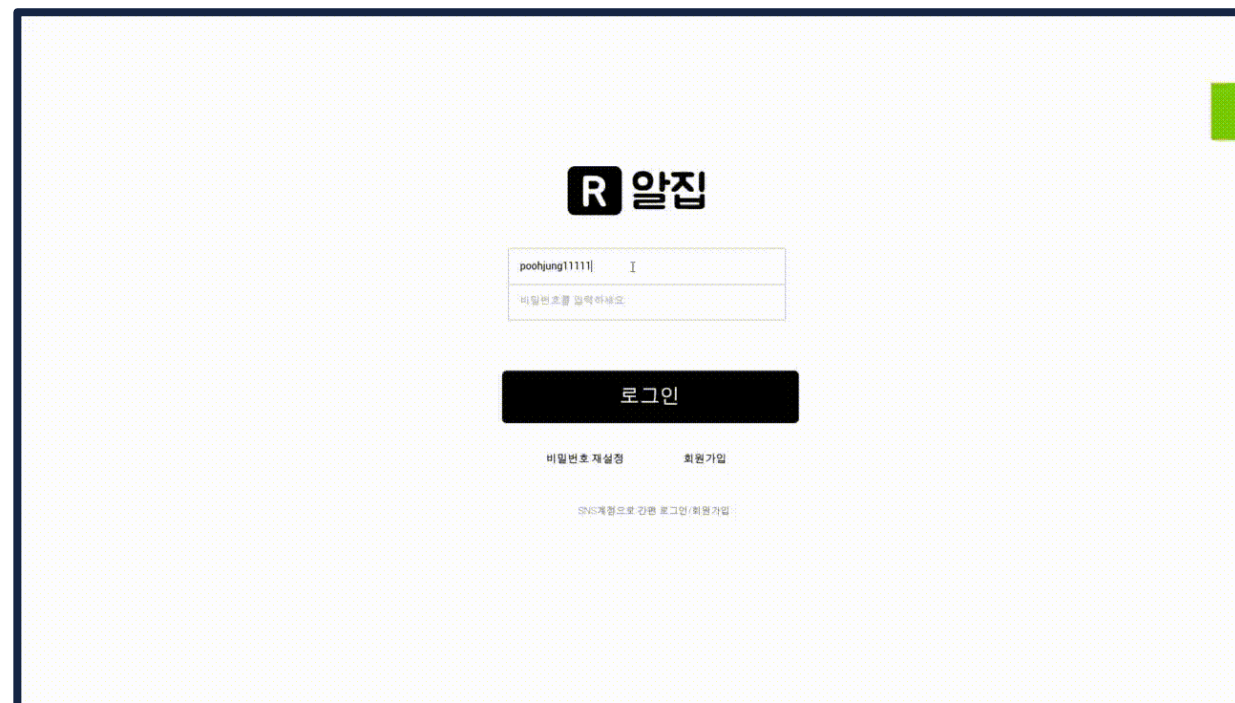 R 알집
poohjung11111
비밀번호를 입력하세요
로그인
비밀번호 재설정 회원가입
SNS계정으로 간편 로그인/회원가입